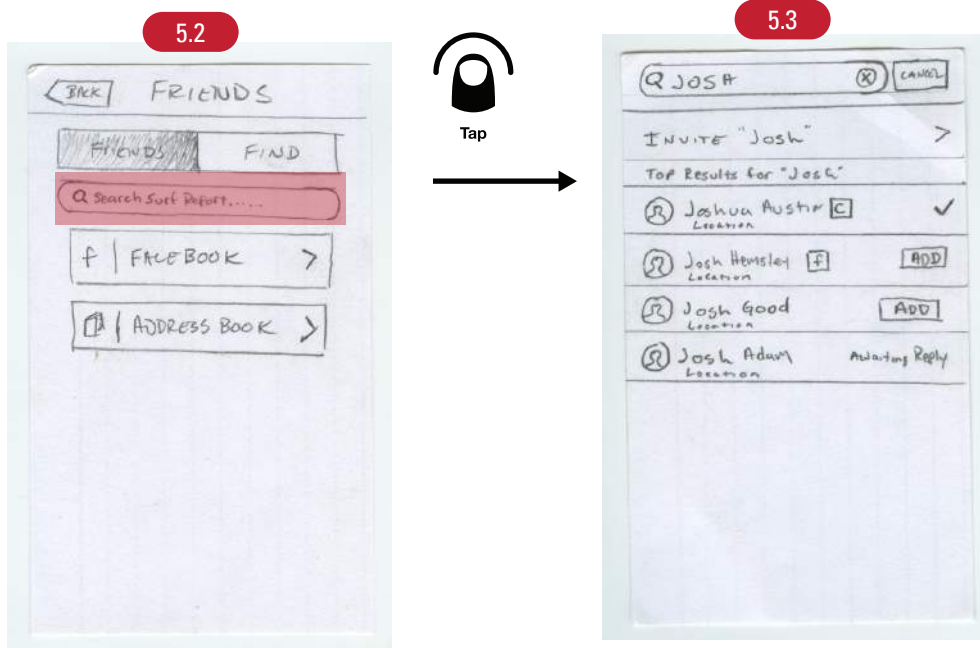 5.2
BACK FRIENDS
FRIENDS FIND
Search Surf Report......
f FACEBOOK
ADDRESS BOOK
Tap
5.3
JOSH CANCEL
INVITE "Josh"
TOP Results for "Josh"
Joshua Austin C
Location
Josh Hemsley f ADD
Location
Josh Good ADD
Location
Josh Adam Awaiting Reply
Location